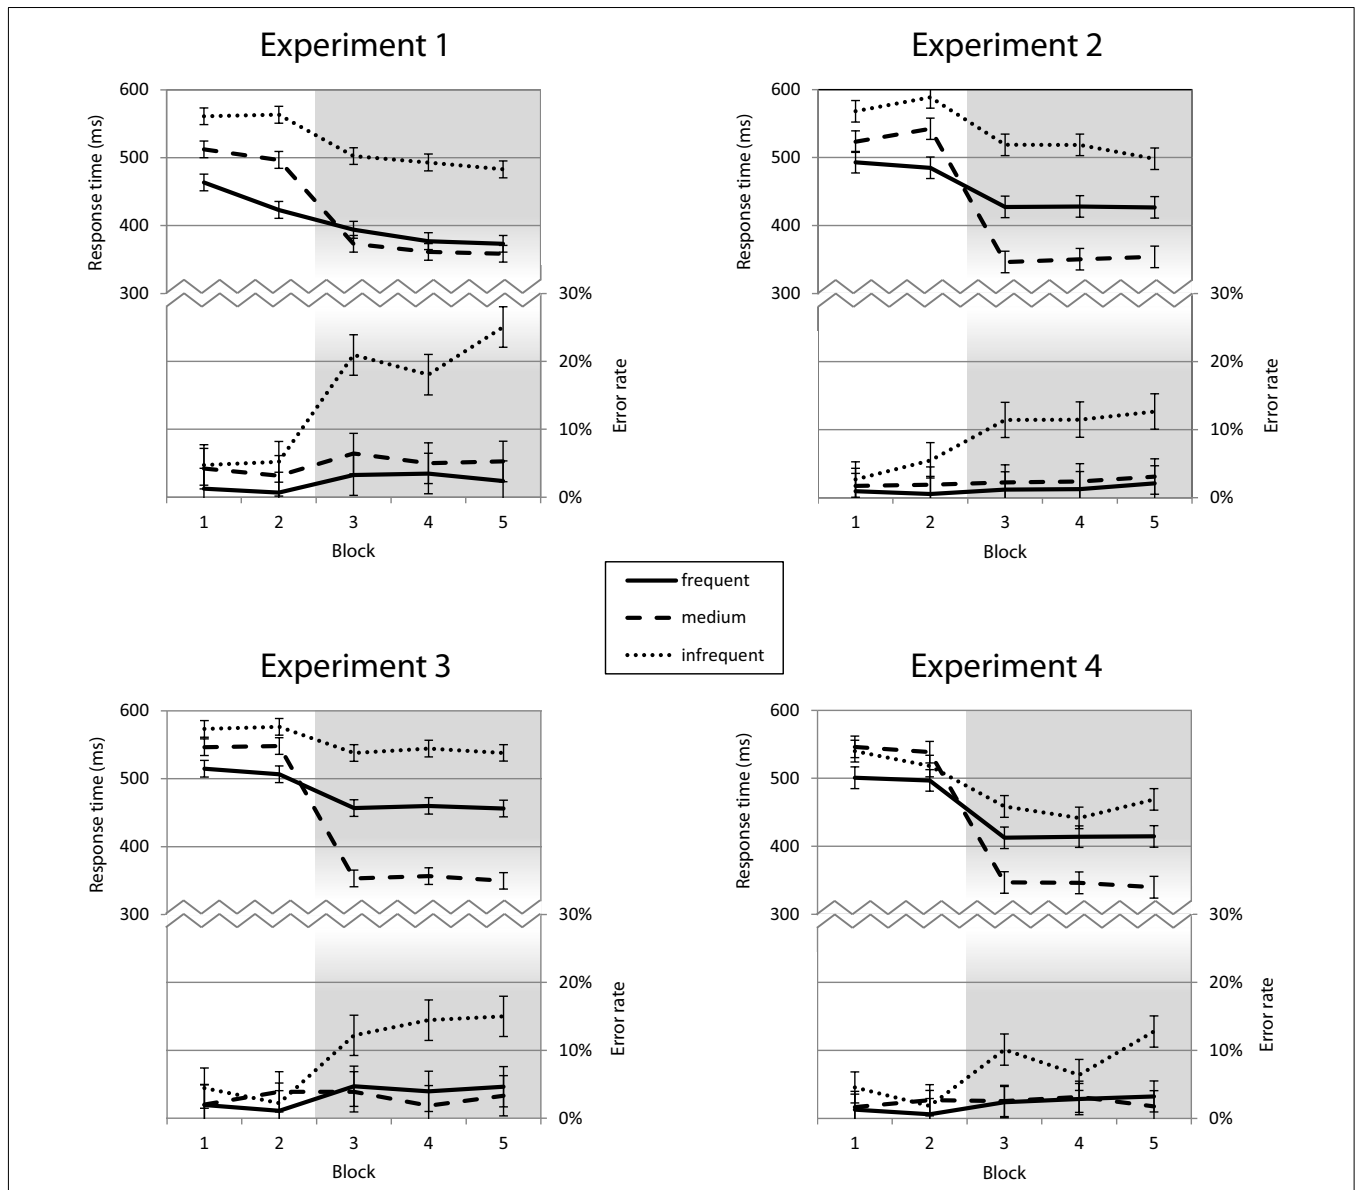 Experiment 1
600
500
400
300
Response time (ms)
30%
20%
10%
0%
Error rate
1 2 3 4 5
Block
Experiment 2
600
500
400
300
Response time (ms)
30%
20%
10%
0%
Error rate
1 2 3 4 5
Block
frequent
medium
infrequent
Experiment 3
600
500
400
300
Response time (ms)
30%
20%
10%
0%
Error rate
1 2 3 4 5
Block
Experiment 4
600
500
400
300
Response time (ms)
30%
20%
10%
0%
Error rate
1 2 3 4 5
Block